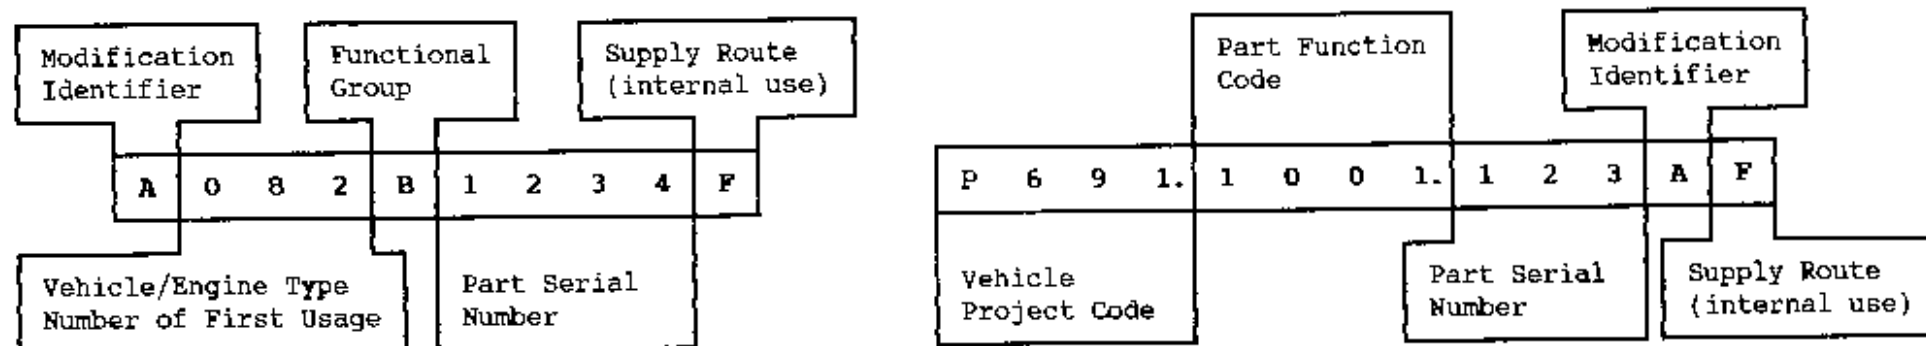 Modification
Identifier
Functional
Group
Supply Route
(internal use)
A 0 8 2 B 1 2 3 4 F
Vehicle/Engine Type
Number of First Usage
Part Serial
Number
Part Function
Code
Modification
Identifier
P 6 9 1. 1 0 0 1. 1 2 3 A F
Vehicle
Project Code
Part Serial
Number
Supply Route
(internal use)